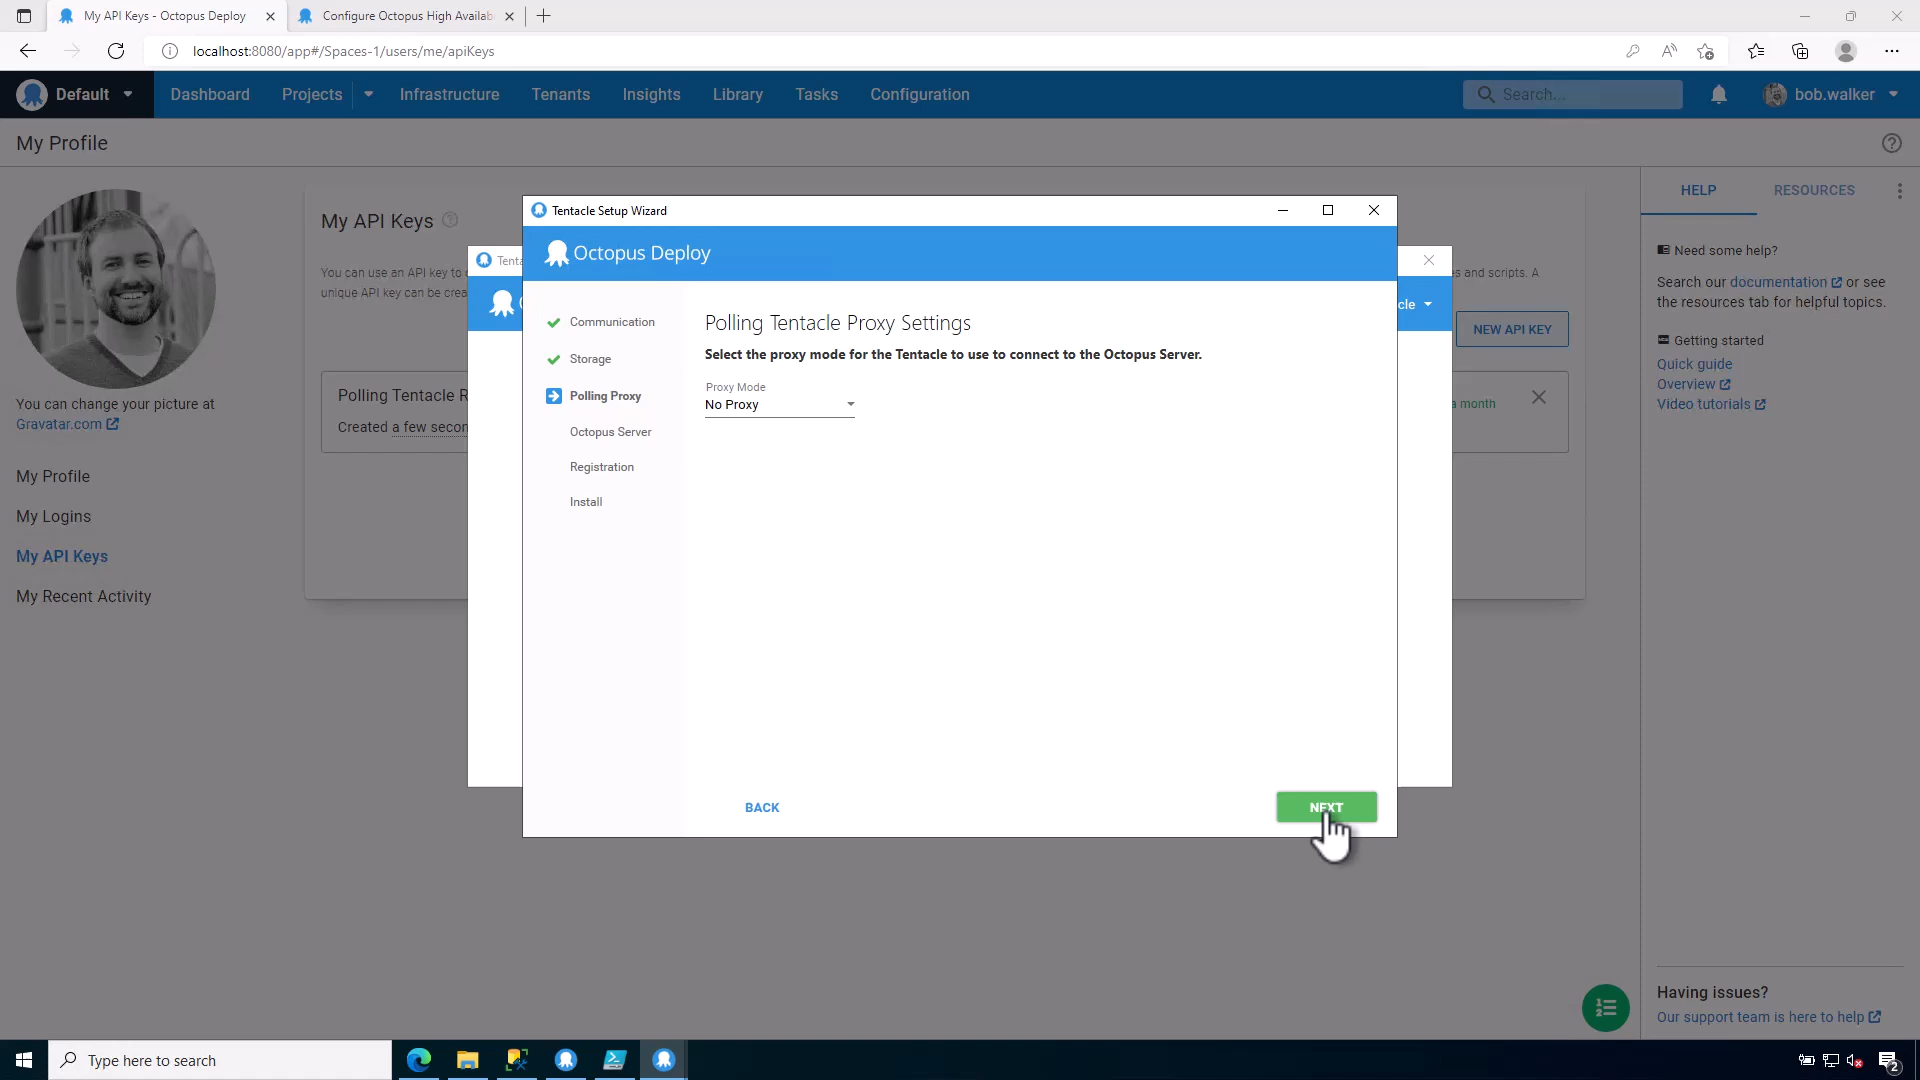 My API Keys - Octopus Deploy
Configure Octopus High Availab
localhost:8080/app#/Spaces-1/users/me/apiKeys
Default
Dashboard
Projects
Infrastructure
Tenants
Insights
Library
Tasks
Configuration
Search...
bob.walker
My Profile
You can change your picture at
Gravatar.com
My Profile
My Logins
My API Keys
My Recent Activity
My API Keys
You can use an API key to
unique API key can be crea
es and scripts. A
NEW API KEY
Polling Tentacle R
Created a few secon
a month
Tenta
cle
Tentacle Setup Wizard
Octopus Deploy
Communication
Storage
Polling Proxy
Octopus Server
Registration
Install
Polling Tentacle Proxy Settings
Select the proxy mode for the Tentacle to use to connect to the Octopus Server.
Proxy Mode
No Proxy
BACK
NEXT
HELP
RESOURCES
Need some help?
Search our documentation or see
the resources tab for helpful topics.
Getting started
Quick guide
Overview
Video tutorials
Having issues?
Our support team is here to help
Type here to search
2